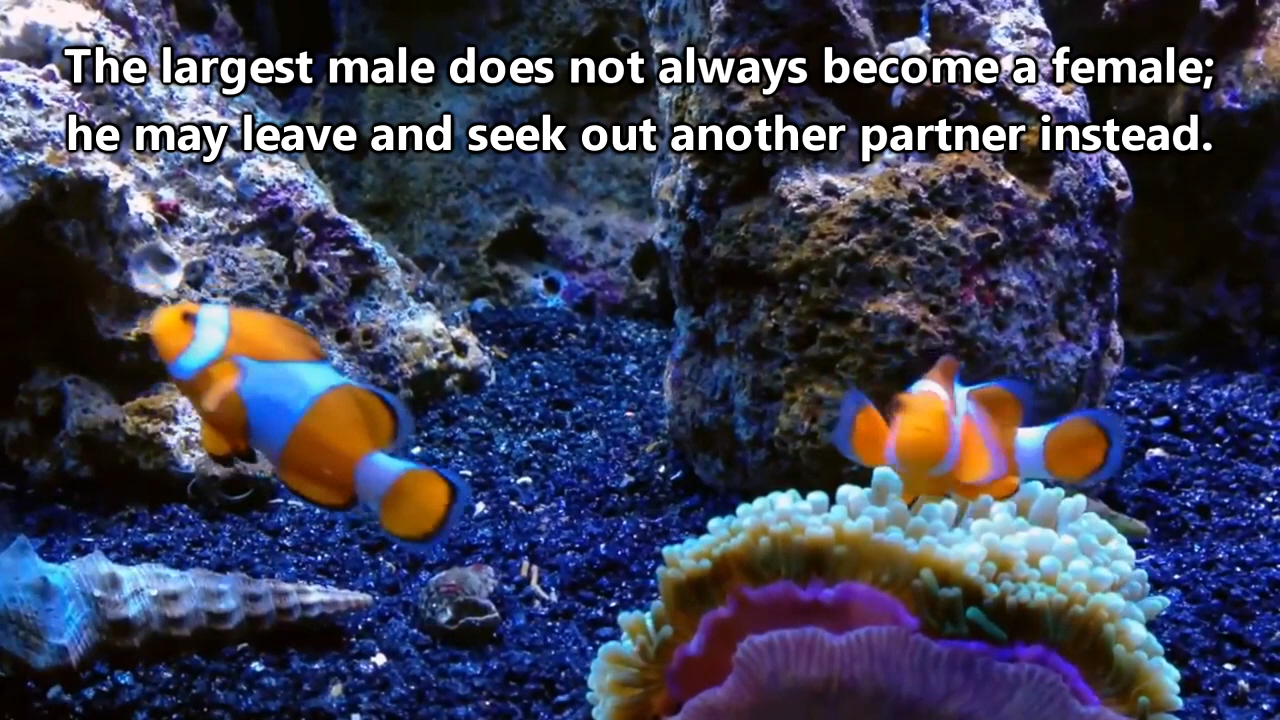 The largest male does not always become a female;
he may leave and seek out another partner instead.